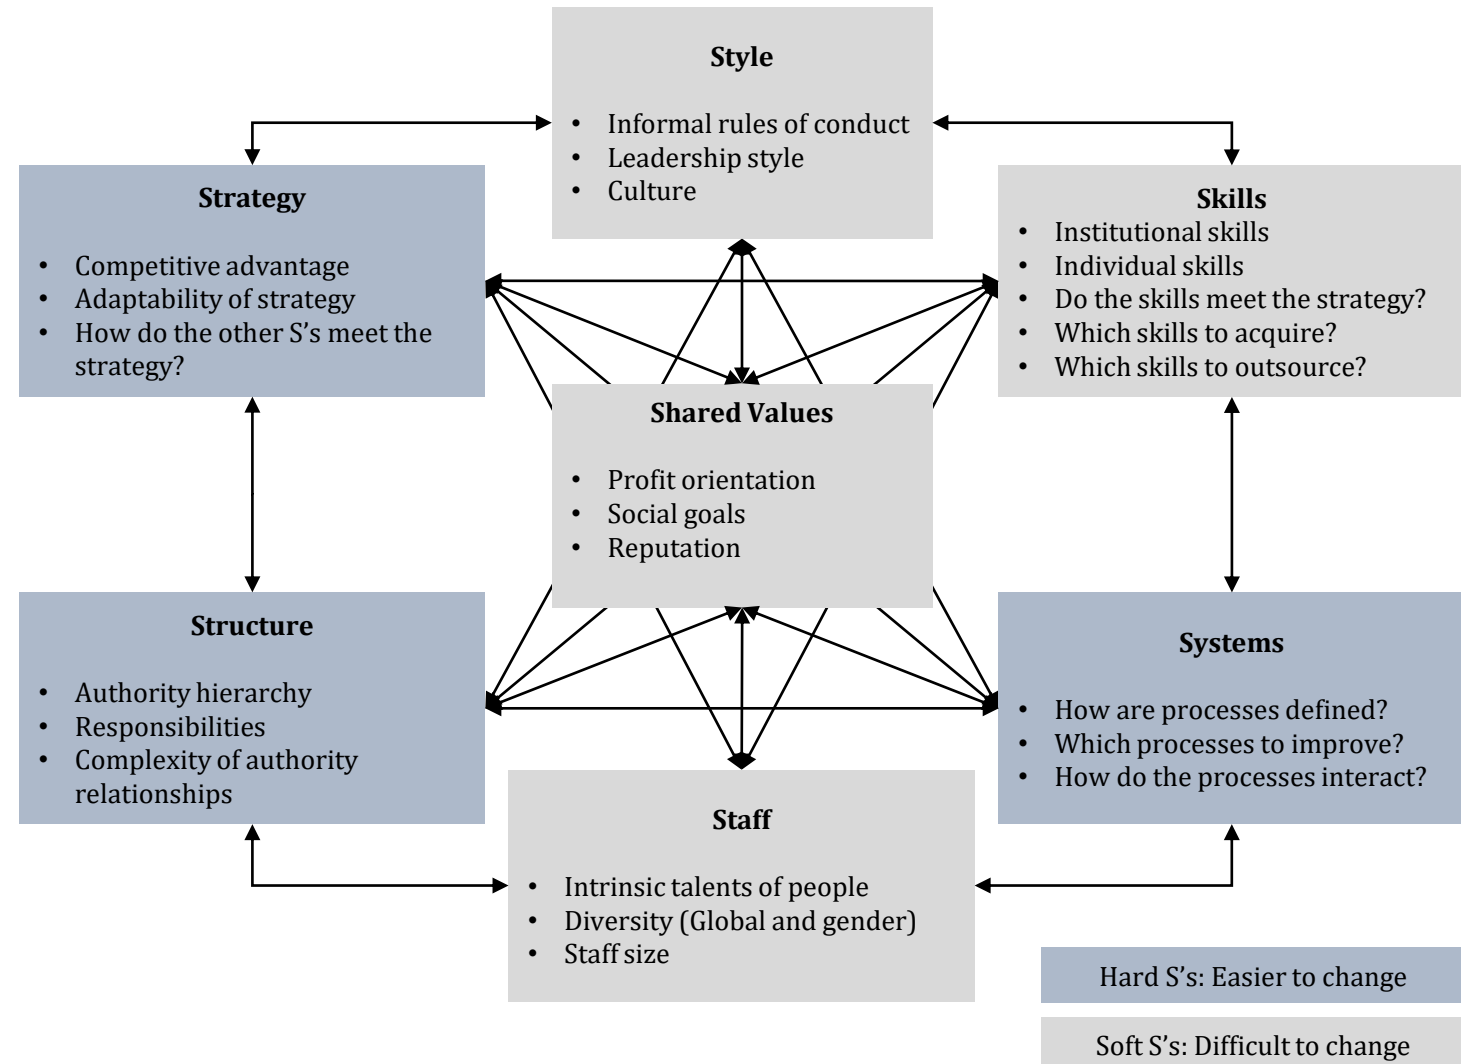 Style
• Informal rules of conduct
• Leadership style
• Culture
Strategy
• Competitive advantage
• Adaptability of strategy
• How do the other S’s meet the
strategy?
Skills
• Institutional skills
• Individual skills
• Do the skills meet the strategy?
• Which skills to acquire?
• Which skills to outsource?
Shared Values
• Profit orientation
• Social goals
• Reputation
Structure
• Authority hierarchy
• Responsibilities
• Complexity of authority
relationships
Systems
• How are processes defined?
• Which processes to improve?
• How do the processes interact?
Staff
• Intrinsic talents of people
• Diversity (Global and gender)
• Staff size
Hard S’s: Easier to change
Soft S’s: Difficult to change